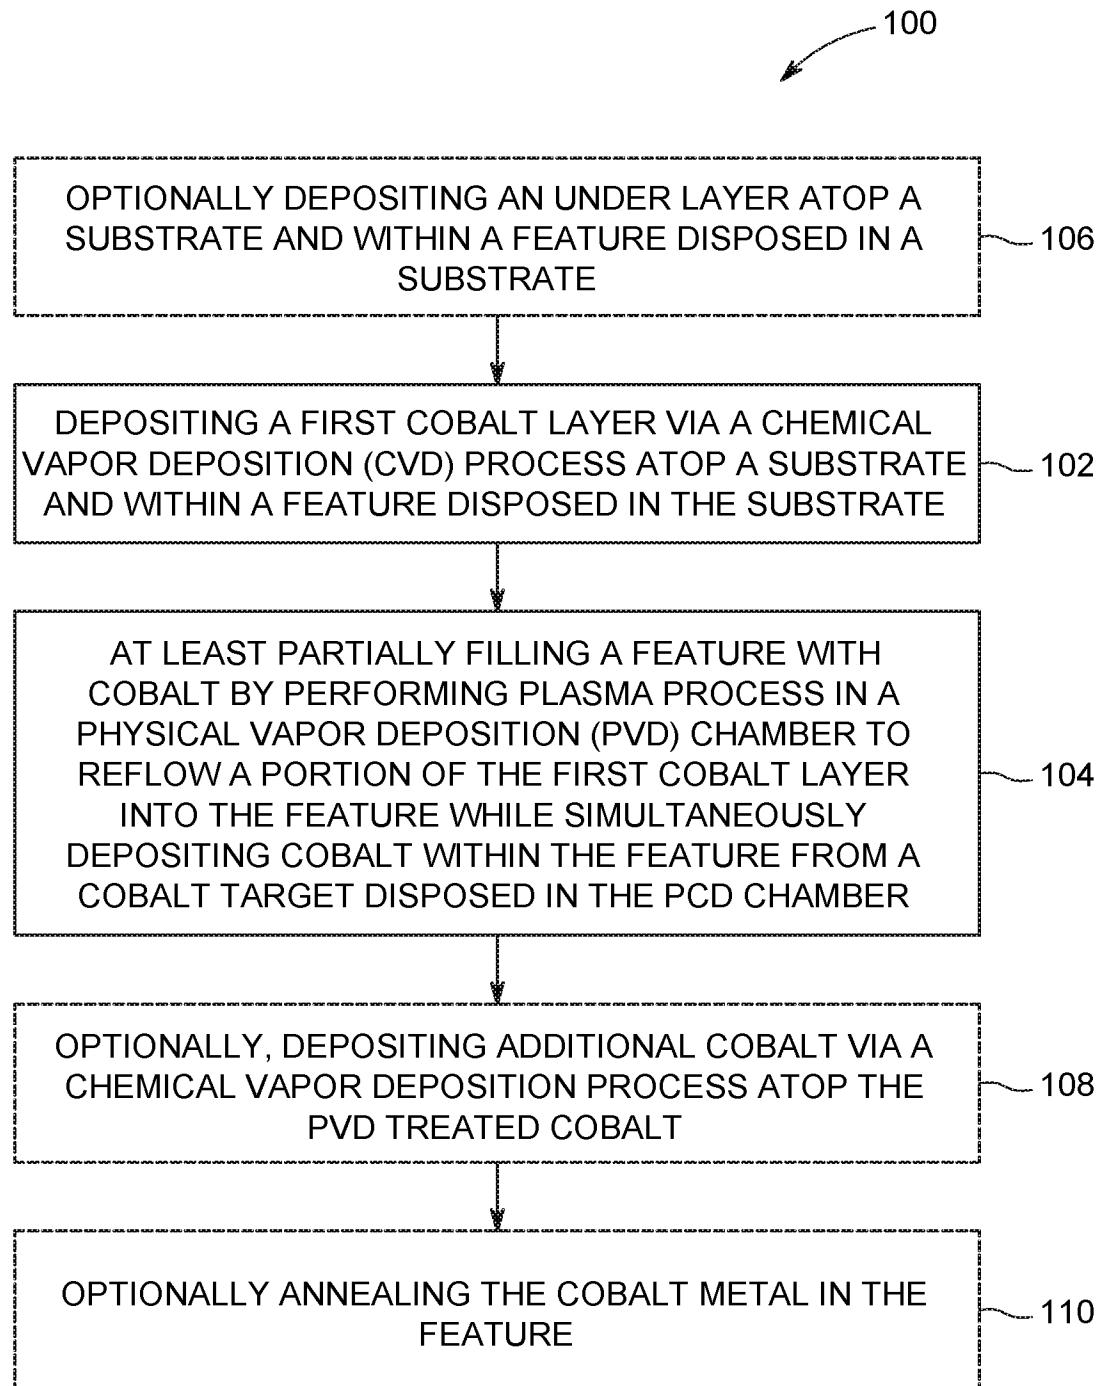 100
OPTIONALLY DEPOSITING AN UNDER LAYER ATOP A
SUBSTRATE AND WITHIN A FEATURE DISPOSED IN A
SUBSTRATE
106
DEPOSITING A FIRST COBALT LAYER VIA A CHEMICAL
VAPOR DEPOSITION (CVD) PROCESS ATOP A SUBSTRATE
AND WITHIN A FEATURE DISPOSED IN THE SUBSTRATE
102
AT LEAST PARTIALLY FILLING A FEATURE WITH
COBALT BY PERFORMING PLASMA PROCESS IN A
PHYSICAL VAPOR DEPOSITION (PVD) CHAMBER TO
REFLOW A PORTION OF THE FIRST COBALT LAYER
INTO THE FEATURE WHILE SIMULTANEOUSLY
DEPOSITING COBALT WITHIN THE FEATURE FROM A
COBALT TARGET DISPOSED IN THE PCD CHAMBER
104
OPTIONALLY, DEPOSITING ADDITIONAL COBALT VIA A
CHEMICAL VAPOR DEPOSITION PROCESS ATOP THE
PVD TREATED COBALT
108
OPTIONALLY ANNEALING THE COBALT METAL IN THE
FEATURE
110